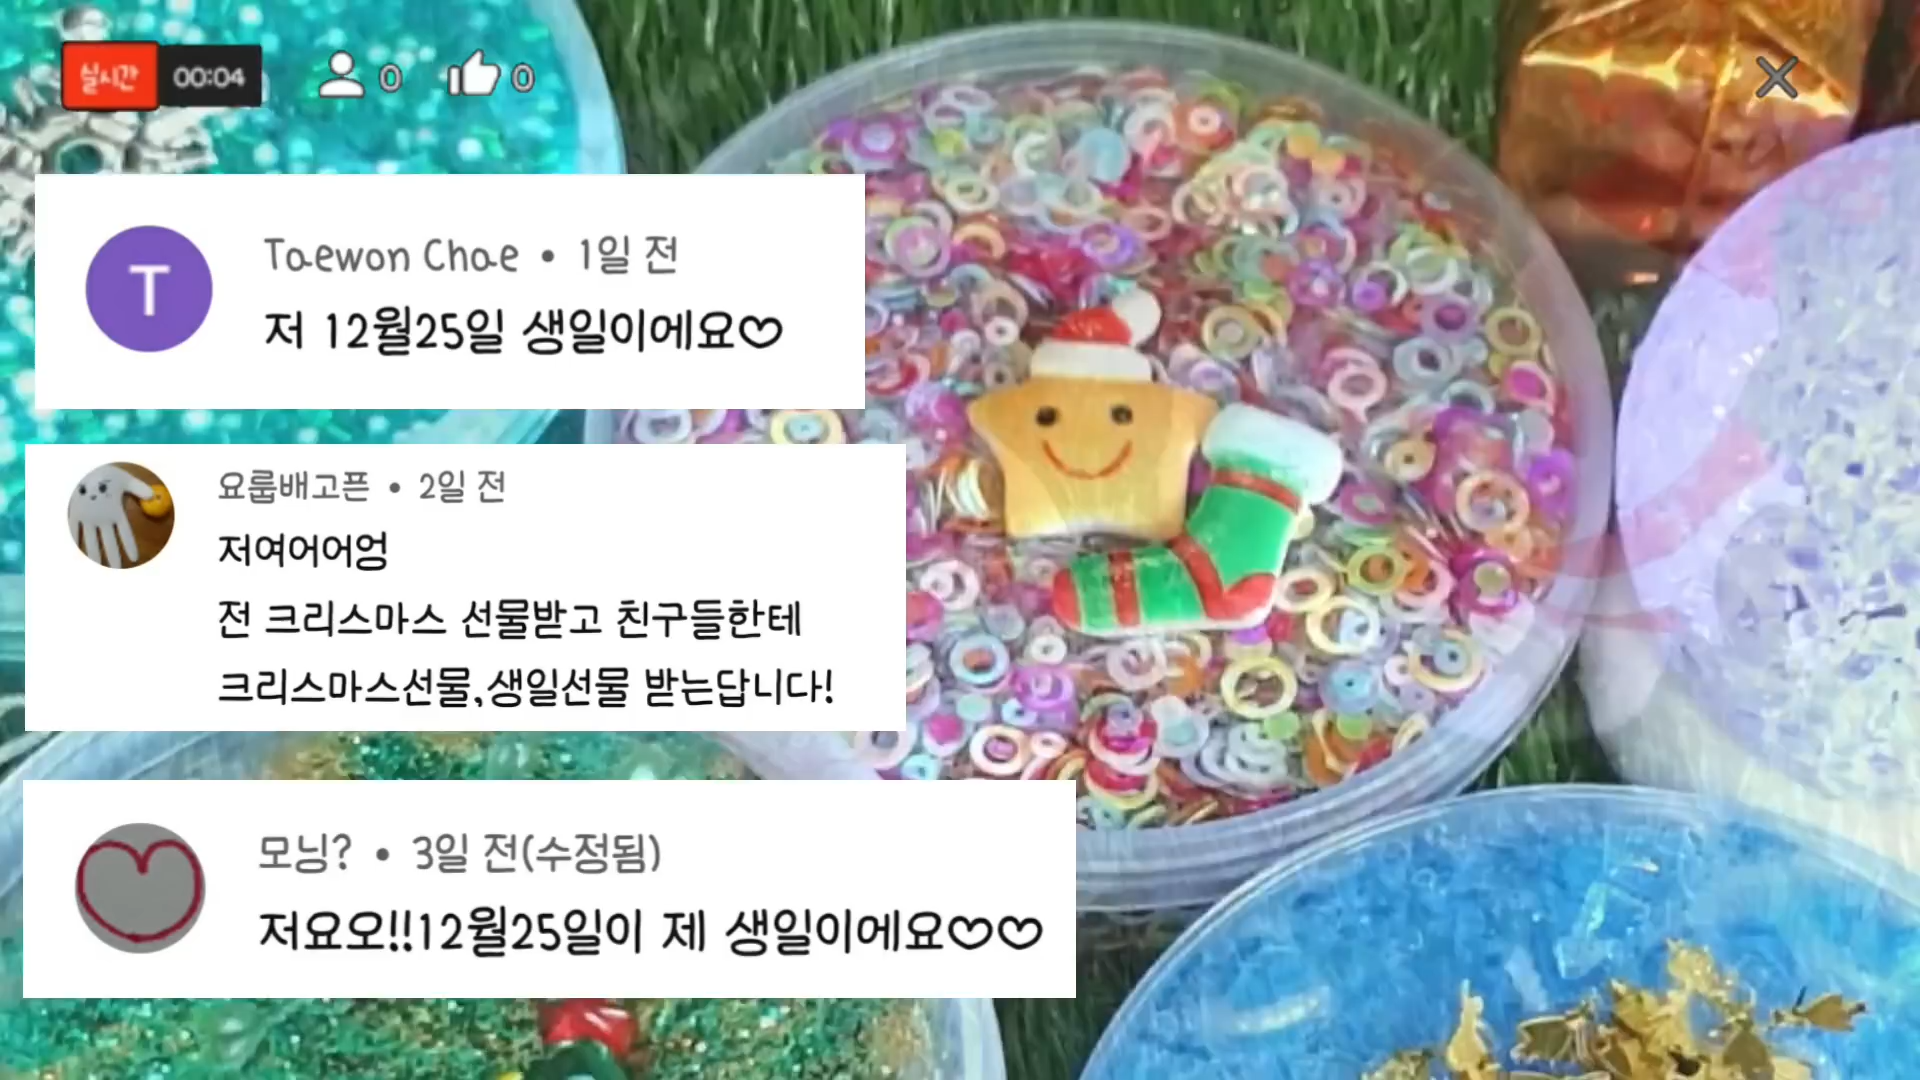 실시간 00:04 0 0
Taewon Chae • 1일 전
T
저 12월25일 생일이에요♡
요룹배고픈 • 2일 전
저여어어엉
전 크리스마스 선물받고 친구들한테
크리스마스선물,생일선물 받는답니다!
모닝? • 3일 전(수정됨)
저요오!!12월25일이 제 생일이에요♡♡